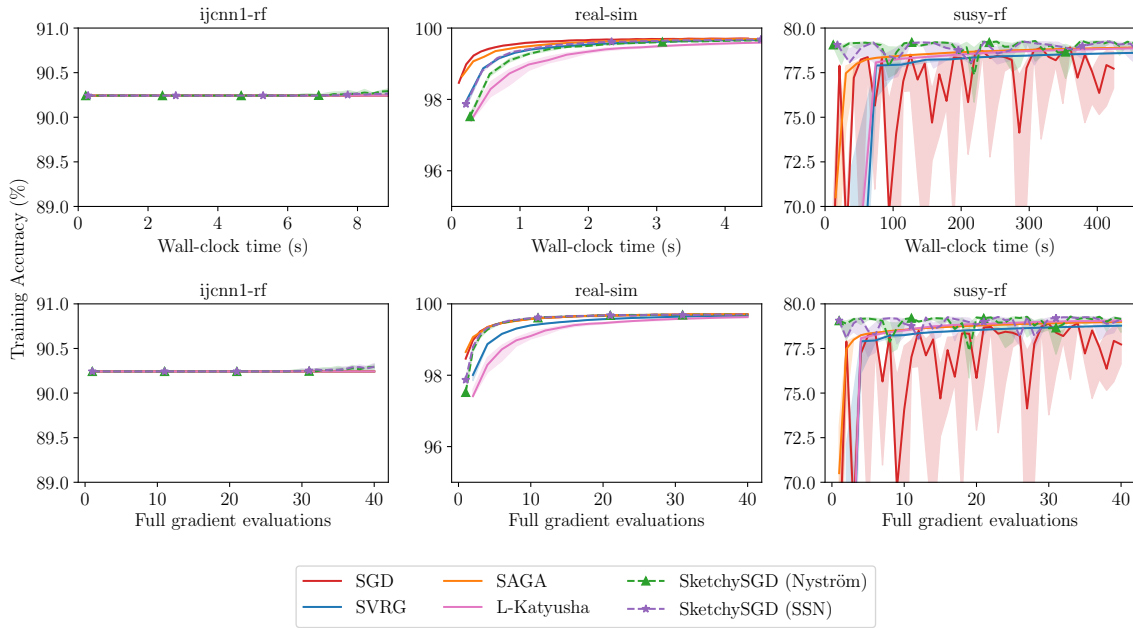 ijcnn1-rf
real-sim
susy-rf
91.0
90.5
90.0
89.5
89.0
100
98
96
80.0
77.5
75.0
72.5
70.0
0 2 4 6 8
0 1 2 3 4
0 100 200 300 400
Wall-clock time (s)
Wall-clock time (s)
Wall-clock time (s)
Training Accuracy (%)
ijcnn1-rf
real-sim
susy-rf
91.0
90.5
90.0
89.5
89.0
100
98
96
80.0
77.5
75.0
72.5
70.0
0 10 20 30 40
0 10 20 30 40
0 10 20 30 40
Full gradient evaluations
Full gradient evaluations
Full gradient evaluations
SGD
SAGA
SketchySGD (Nyström)
SVRG
L-Katyusha
SketchySGD (SSN)